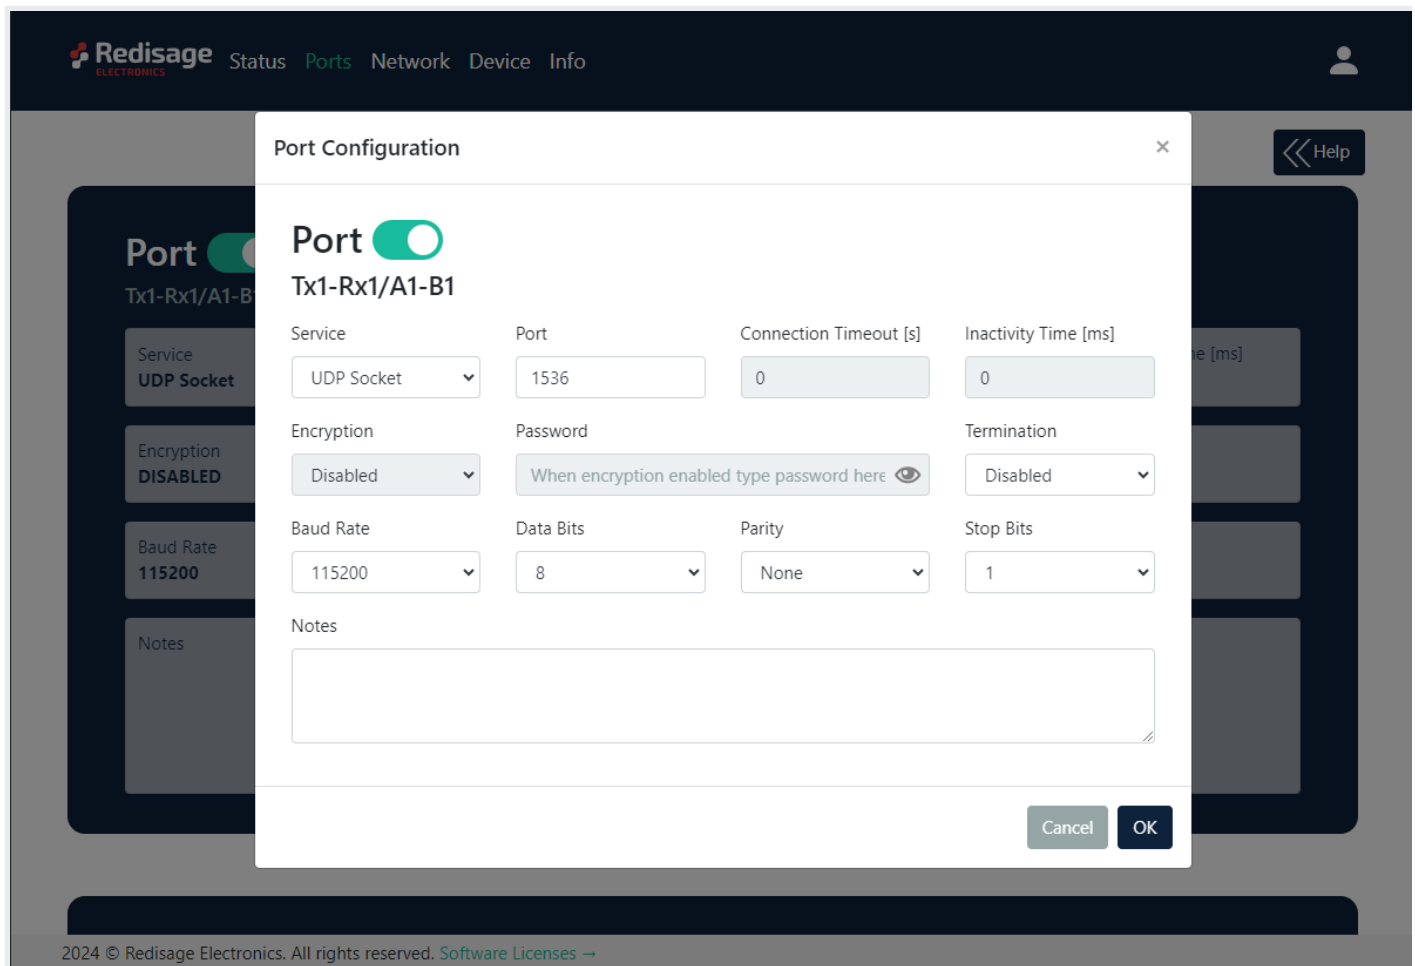 Redisage
ELECTRONICS
Status Ports Network Device Info
Port Configuration
×
Help
Port
Tx1-Rx1/A1-B1
Service Port Connection Timeout [s] Inactivity Time [ms]
UDP Socket 1536 0 0
Encryption Password Termination
Disabled When encryption enabled type password here Disabled
Baud Rate Data Bits Parity Stop Bits
115200 8 None 1
Notes
Cancel OK
Port
Tx1-Rx1/A1-B
Service
UDP Socket
[ms]
Encryption
DISABLED
Baud Rate
115200
Notes
2024 © Redisage Electronics. All rights reserved. Software Licenses →